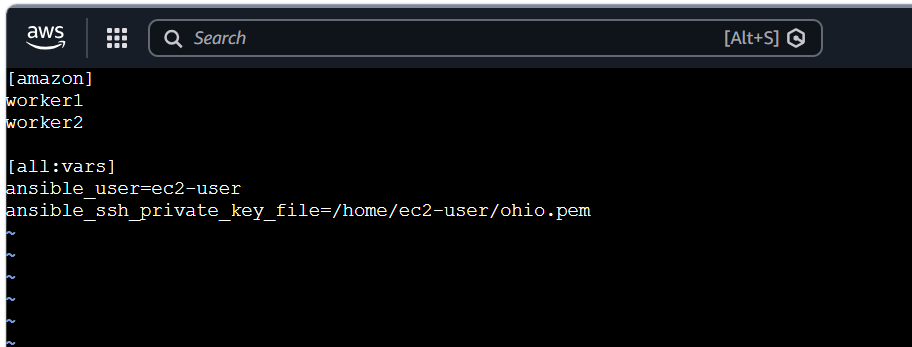 aws
Search
[Alt+S]
[amazon]
worker1
worker2
[all:vars]
ansible_user=ec2-user
ansible_ssh_private_key_file=/home/ec2-user/ohio.pem
~
~
~
~
~
~